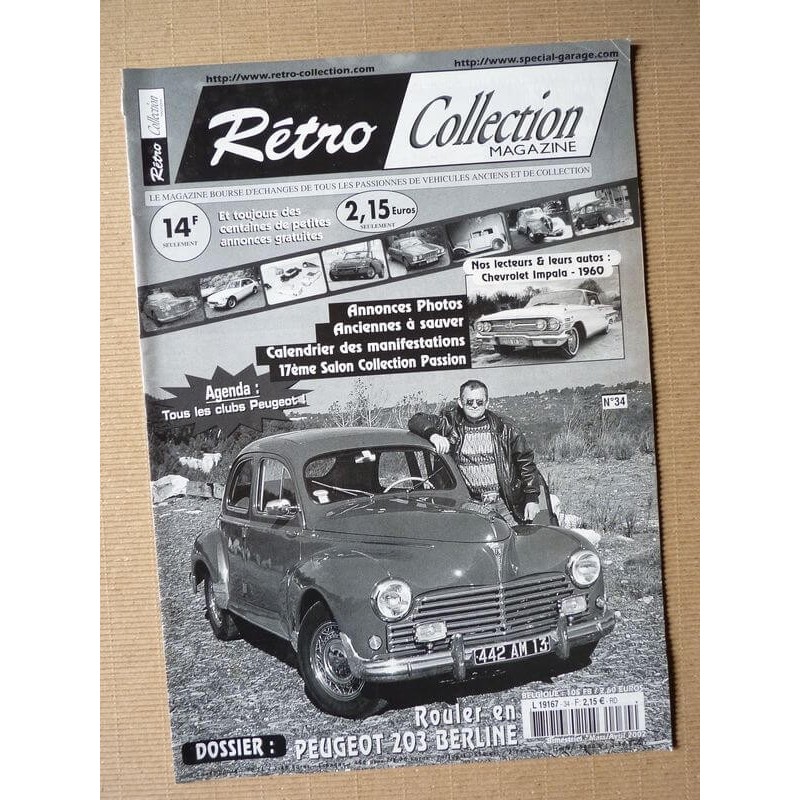 http://www.retro-collection.com
http://www.special-garage.com
Rétro Collection
Rétro
Collection
MAGAZINE
LE MAGAZINE BOURSE D'ECHANGES DE TOUS LES PASSIONNES DE VEHICULES ANCIENS ET DE COLLECTION
14F
SEULEMENT
Et toujours des
centaines de petites
annonces gratuites
2,15 Euros
SEULEMENT
Nos lecteurs & leurs autos :
Chevrolet Impala - 1960
Annonces Photos
Anciennes à sauver
Calendrier des manifestations
17ème Salon Collection Passion
Agenda :
Tous les clubs Peugeot !
N°34
442 AM 13
BELGIQUE : 105 FB / 2.60 EUROS
L 19167 - 34 - F: 2,15 € - RD
Bimestriel - Mars/Avril 2002
Rouler en
DOSSIER : PEUGEOT 203 BERLINE